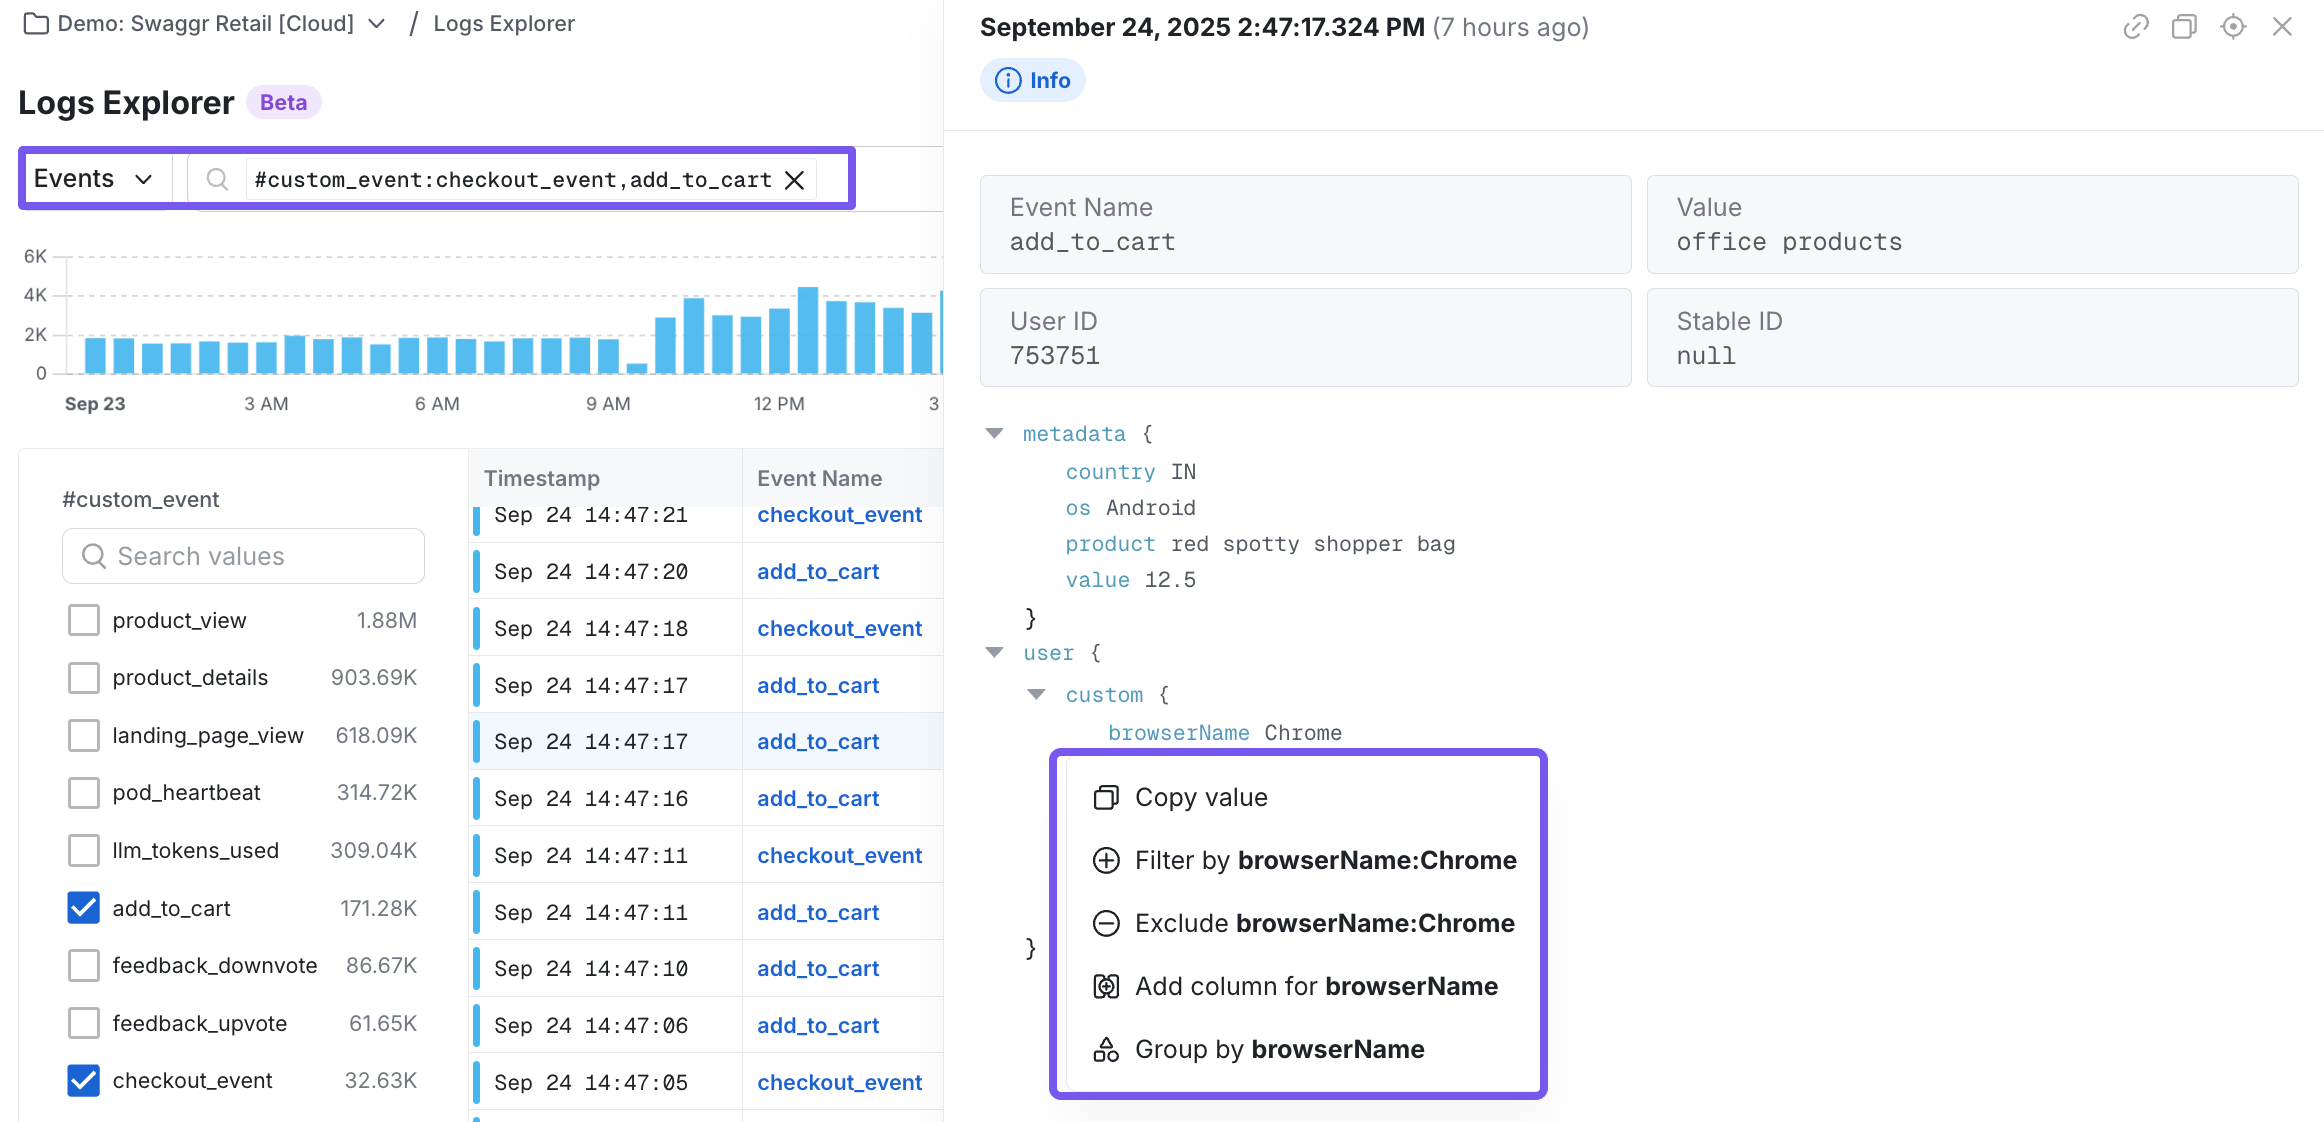 Demo: Swaggr Retail [Cloud] / Logs Explorer
Logs Explorer Beta
Events #custom_event:checkout_event,add_to_cart
6K
4K
2K
0
Sep 23 3 AM 6 AM 9 AM 12 PM 3
#custom_event
Search values
product_view 1.88M
product_details 903.69K
landing_page_view 618.09K
pod_heartbeat 314.72K
llm_tokens_used 309.04K
add_to_cart 171.28K
feedback_downvote 86.67K
feedback_upvote 61.65K
checkout_event 32.63K
Timestamp Event Name
Sep 24 14:47:21 checkout_event
Sep 24 14:47:20 add_to_cart
Sep 24 14:47:18 checkout_event
Sep 24 14:47:17 add_to_cart
Sep 24 14:47:17 add_to_cart
Sep 24 14:47:16 add_to_cart
Sep 24 14:47:11 checkout_event
Sep 24 14:47:11 add_to_cart
Sep 24 14:47:10 add_to_cart
Sep 24 14:47:06 add_to_cart
Sep 24 14:47:05 checkout_event
September 24, 2025 2:47:17.324 PM (7 hours ago)
Info
Event Name
add_to_cart
Value
office products
User ID
753751
Stable ID
null
metadata {
country IN
os Android
product red spotty shopper bag
value 12.5
}
user {
custom {
browserName Chrome
Copy value
Filter by browserName:Chrome
Exclude browserName:Chrome
Add column for browserName
Group by browserName
}